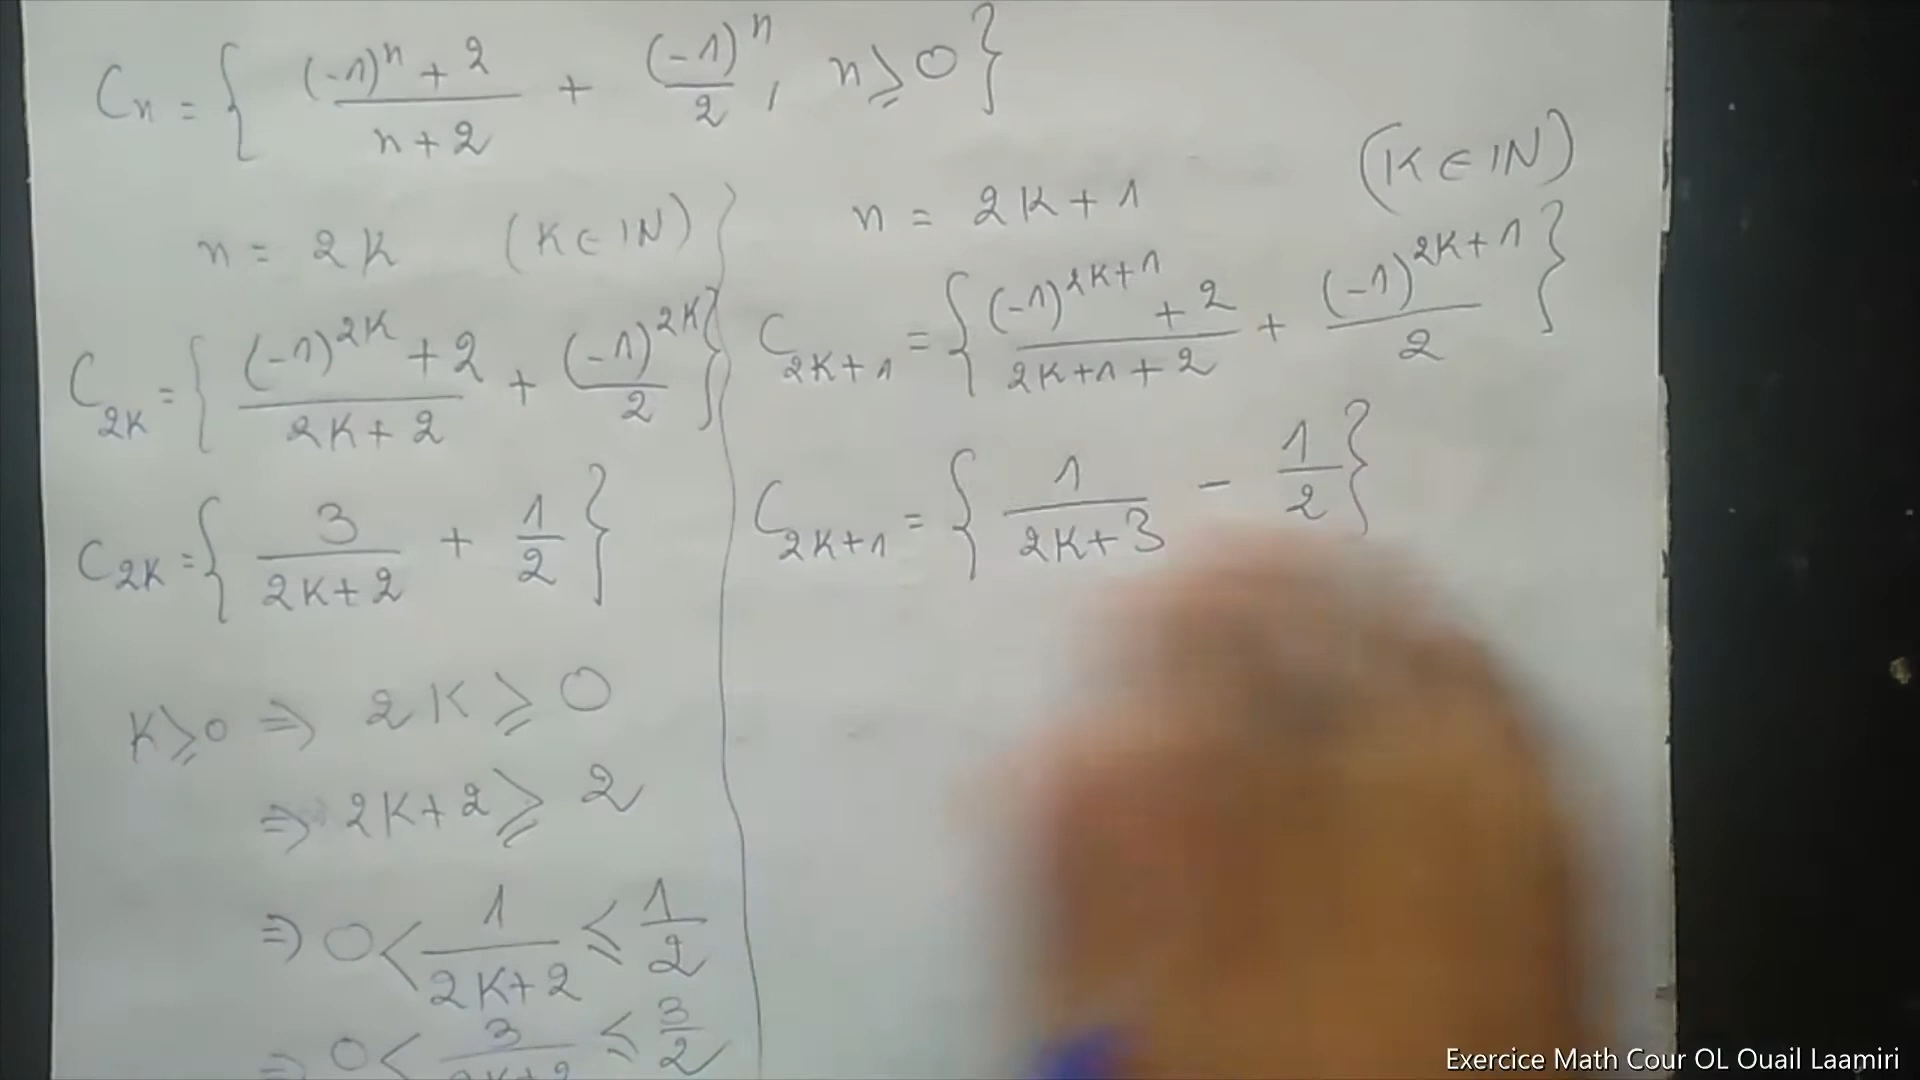 Cn = { ((-1)^n + 2)/(n+2) + (-1)^n/2 , n ≥ 0 }
n = 2K (K ∈ IN)
C2K = { ((-1)^2K + 2)/(2K+2) + (-1)^2K/2 }
C2K = { 3/(2K+2) + 1/2 }
K ≥ 0 ⇒ 2K ≥ 0
⇒ 2K+2 ≥ 2
⇒ 0 < 1/(2K+2) ≤ 1/2
⇒ 0 < 3/(2K+2) ≤ 3/2
n = 2K+1 (K ∈ IN)
C2K+1 = { ((-1)^2K+1 + 2)/(2K+1+2) + (-1)^2K+1/2 }
C2K+1 = { 1/(2K+3) - 1/2 }
Exercice Math Cour OL Ouail Laamiri